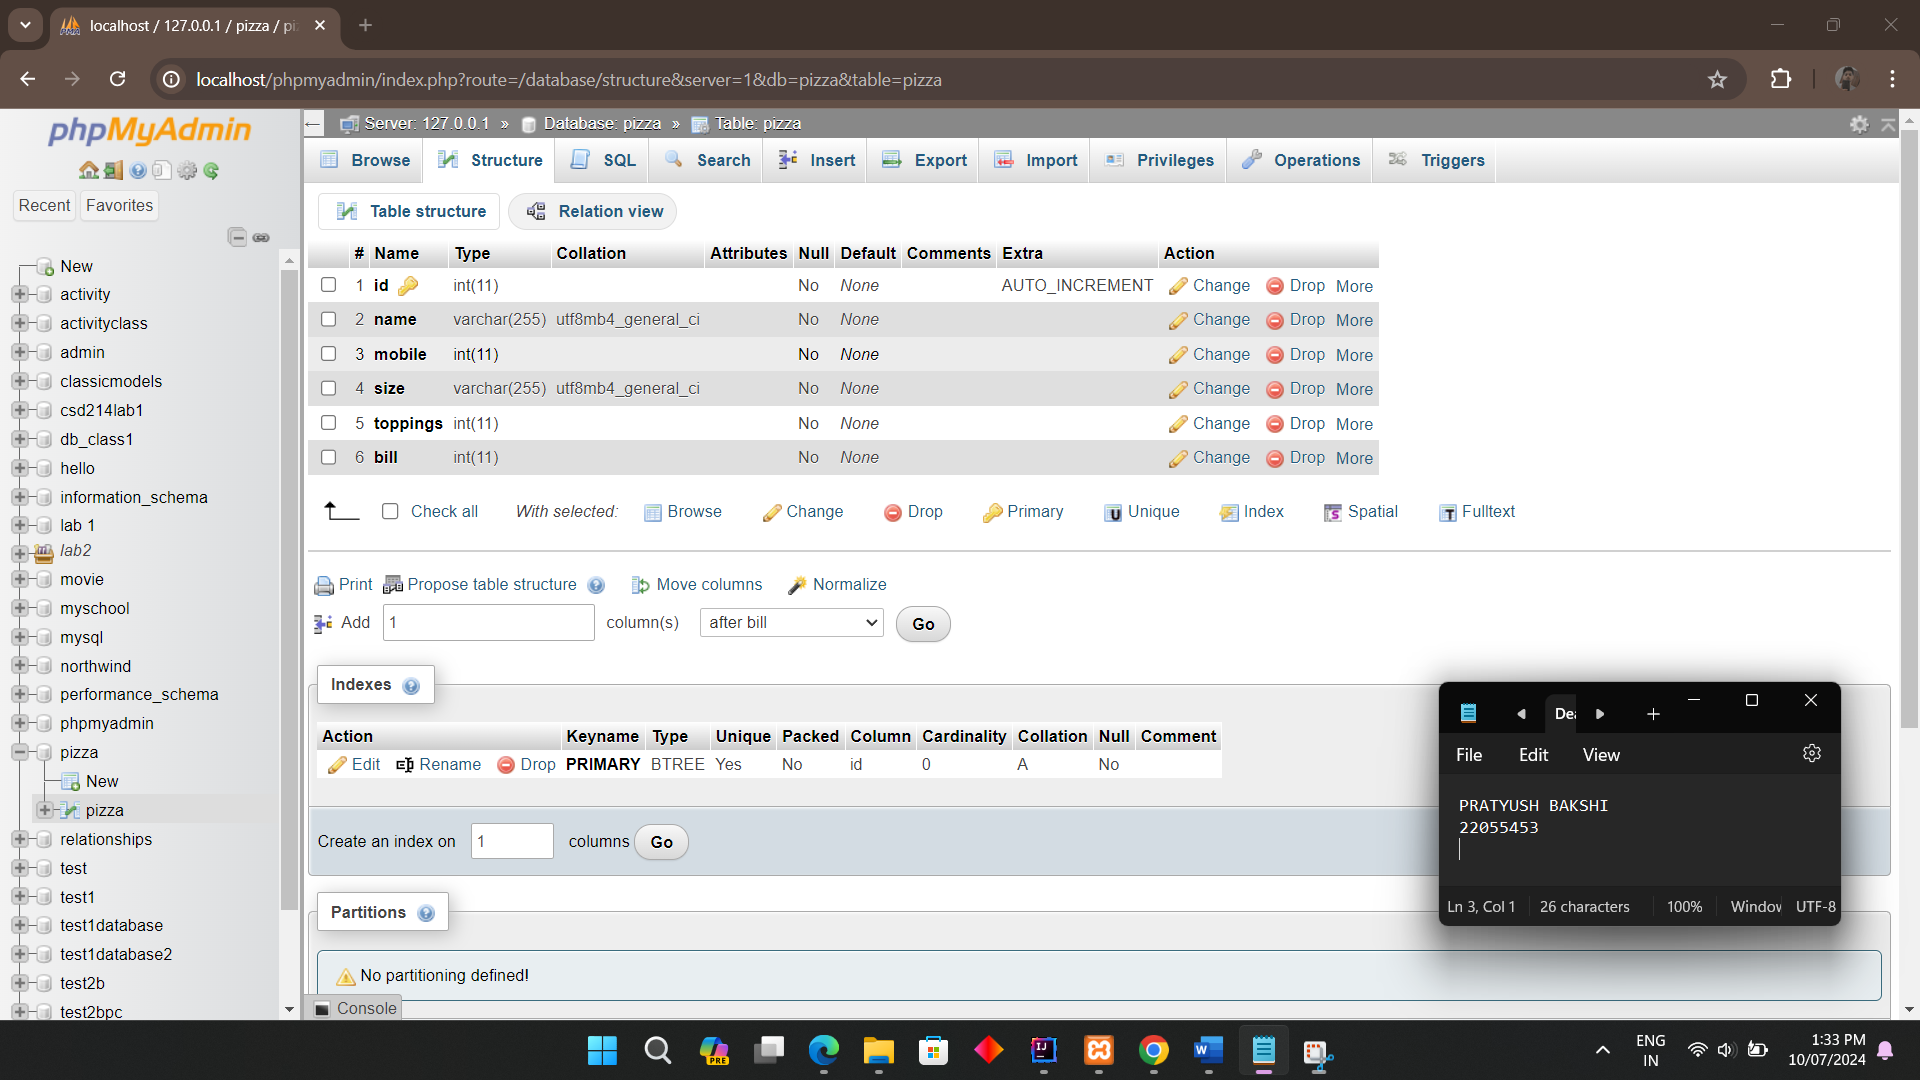 localhost / 127.0.0.1 / pizza / pi
localhost/phpmyadmin/index.php?route=/database/structure&server=1&db=pizza&table=pizza
phpMyAdmin
Recent Favorites
New
activity
activityclass
admin
classicmodels
csd214lab1
db_class1
hello
information_schema
lab 1
lab2
movie
myschool
mysql
northwind
performance_schema
phpmyadmin
pizza
New
pizza
relationships
test
test1
test1database
test1database2
test2b
test2bpc
Server: 127.0.0.1 » Database: pizza » Table: pizza
Browse Structure SQL Search Insert Export Import Privileges Operations Triggers
Table structure Relation view
# Name Type Collation Attributes Null Default Comments Extra Action
1 id int(11) No None AUTO_INCREMENT Change Drop More
2 name varchar(255) utf8mb4_general_ci No None Change Drop More
3 mobile int(11) No None Change Drop More
4 size varchar(255) utf8mb4_general_ci No None Change Drop More
5 toppings int(11) No None Change Drop More
6 bill int(11) No None Change Drop More
Check all With selected: Browse Change Drop Primary Unique Index Spatial Fulltext
Print Propose table structure Move columns Normalize
Add 1 column(s) after bill Go
Indexes
Action Keyname Type Unique Packed Column Cardinality Collation Null Comment
Edit Rename Drop PRIMARY BTREE Yes No id 0 A No
Create an index on 1 columns Go
Partitions
No partitioning defined!
Console
Dea
File Edit View
PRATYUSH BAKSHI
22055453
Ln 3, Col 1 26 characters 100% Window UTF-8
PRE
ENG
IN
1:33 PM
10/07/2024